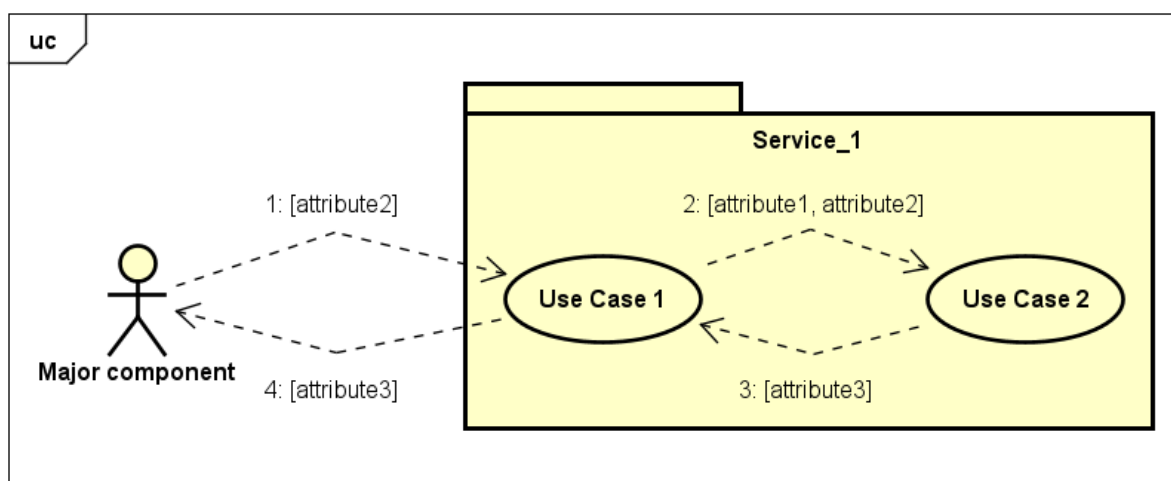 uc
Service_1
1: [attribute2]
2: [attribute1, attribute2]
Use Case 1
Use Case 2
Major component
4: [attribute3]
3: [attribute3]